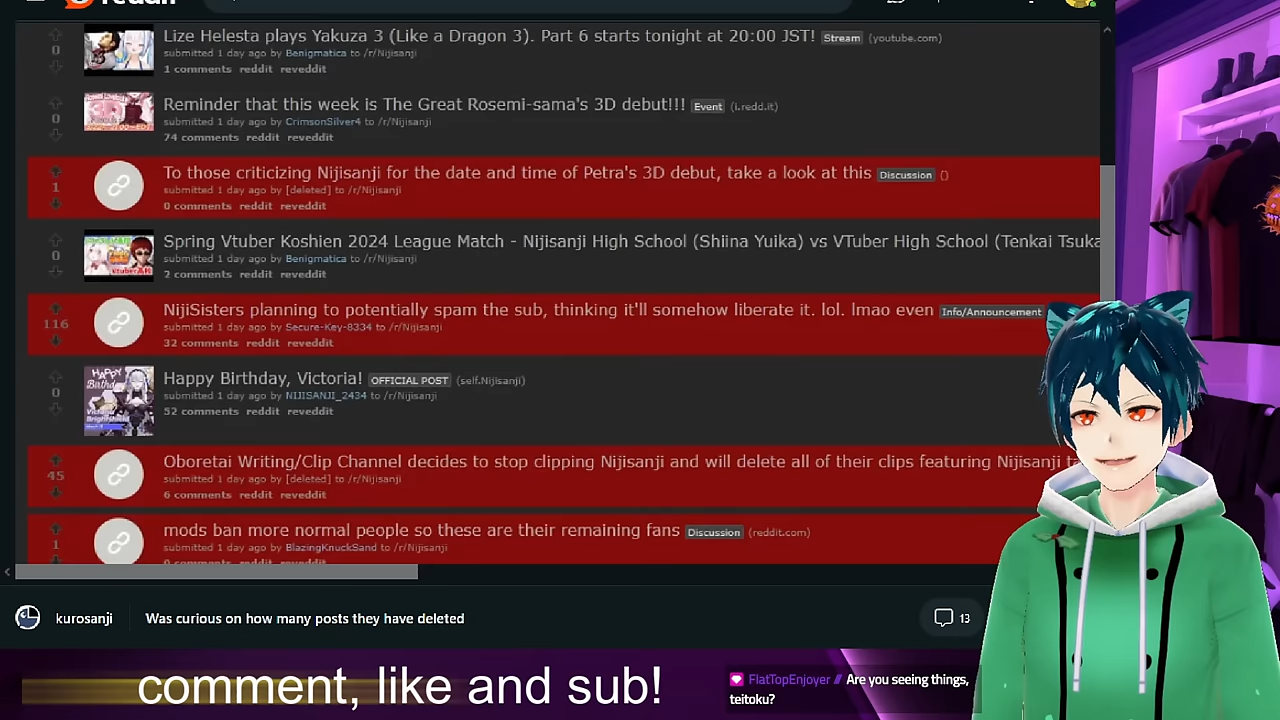 0
Lize Helesta plays Yakuza 3 (Like a Dragon 3). Part 6 starts tonight at 20:00 JST! Stream (youtube.com)
submitted 1 day ago by Benigmatica to /r/Nijisanji
1 comments reddit reveddit
0
Reminder that this week is The Great Rosemi-sama's 3D debut!!! Event (i.redd.it)
submitted 1 day ago by CrimsonSilver4 to /r/Nijisanji
74 comments reddit reveddit
1
To those criticizing Nijisanji for the date and time of Petra's 3D debut, take a look at this Discussion ()
submitted 1 day ago by [deleted] to /r/Nijisanji
0 comments reddit reveddit
0
Spring Vtuber Koshien 2024 League Match - Nijisanji High School (Shiina Yuika) vs VTuber High School (Tenkai Tsuka
submitted 1 day ago by Benigmatica to /r/Nijisanji
2 comments reddit reveddit
116
NijiSisters planning to potentially spam the sub, thinking it'll somehow liberate it. lol. lmao even Info/Announcement
submitted 1 day ago by Secure-Key-8334 to /r/Nijisanji
32 comments reddit reveddit
0
Happy Birthday, Victoria! OFFICIAL POST (self.Nijisanji)
submitted 1 day ago by NIJISANJI_2434 to /r/Nijisanji
52 comments reddit reveddit
HAPPY
Birthday
45
Oboretai Writing/Clip Channel decides to stop clipping Nijisanji and will delete all of their clips featuring Nijisanji
submitted 1 day ago by [deleted] to /r/Nijisanji
6 comments reddit reveddit
1
mods ban more normal people so these are their remaining fans Discussion (reddit.com)
submitted 1 day ago by BlazingKnuckSand to /r/Nijisanji
0 comments reddit reveddit
kurosanji Was curious on how many posts they have deleted 13
comment, like and sub!
FlatTopEnjoyer // Are you seeing things,
teitoku?